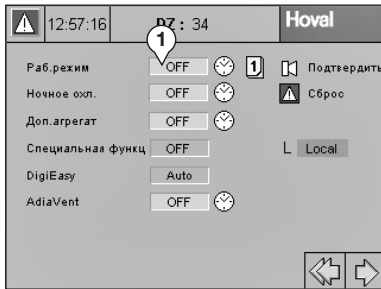 12:57:16 DZ: 34 Hoval
1
Раб.режим OFF 1 Подтвердить
Ночное охл. OFF Сброс
Доп.агрегат OFF
Специальная функц OFF L Local
DigiEasy Auto
AdiaVent OFF